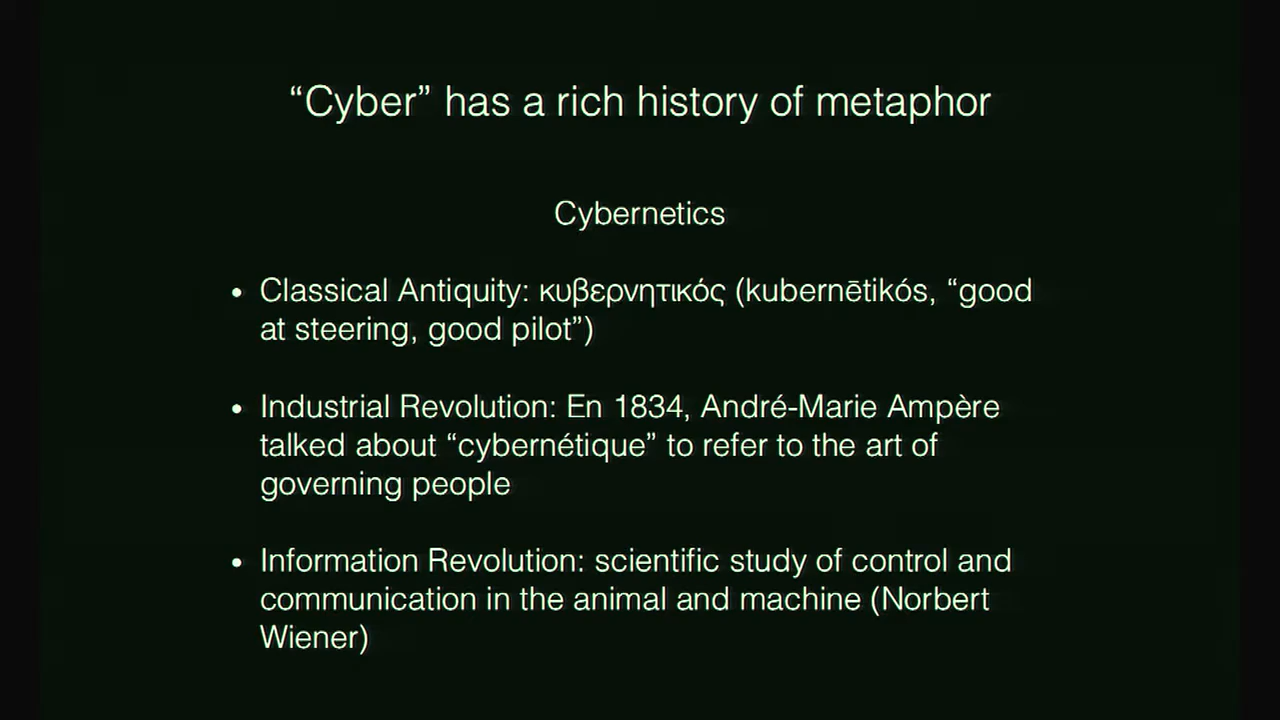 “Cyber” has a rich history of metaphor
Cybernetics
• Classical Antiquity: κυβερνητικός (kubernētikós, “good
at steering, good pilot”)
• Industrial Revolution: En 1834, André-Marie Ampère
talked about “cybernétique” to refer to the art of
governing people
• Information Revolution: scientific study of control and
communication in the animal and machine (Norbert
Wiener)